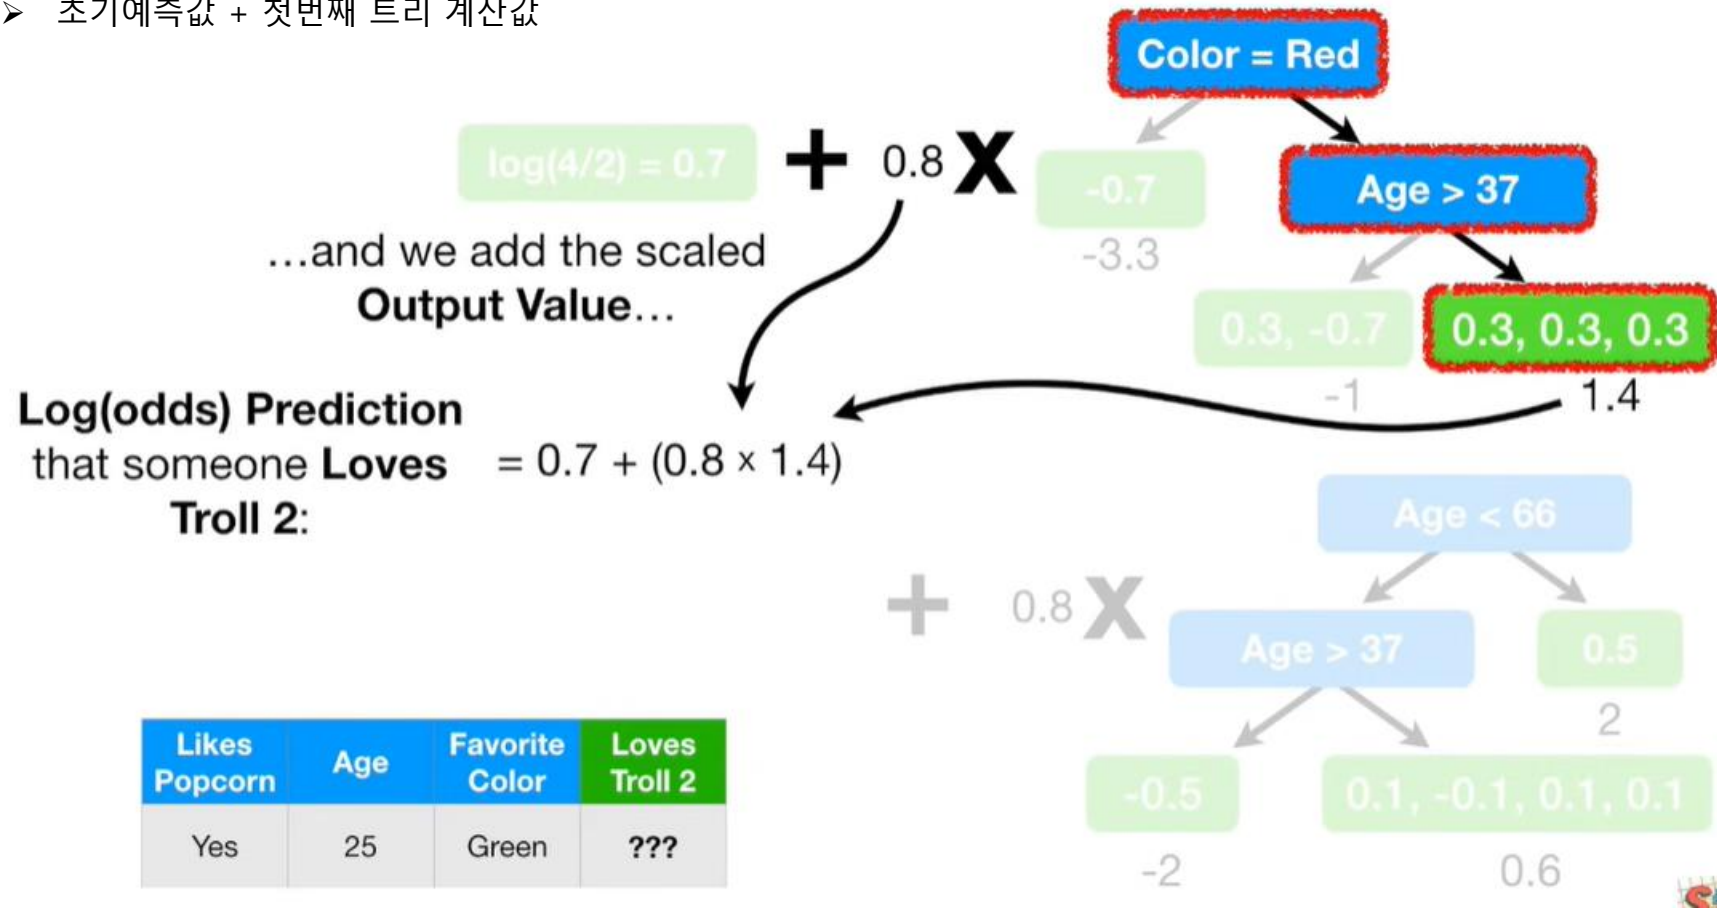 ➢ 초기예측값 + 첫번째 트리 계산값
Color = Red
log(4/2) = 0.7 + 0.8 X
-0.7
Age > 37
-3.3
...and we add the scaled
Output Value...
0.3, -0.7
0.3, 0.3, 0.3
-1
1.4
Log(odds) Prediction
that someone Loves
Troll 2:
= 0.7 + (0.8 × 1.4)
Age < 66
+ 0.8 X
Age > 37
0.5
2
-0.5
0.1, -0.1, 0.1, 0.1
-2
0.6
Likes Popcorn Age Favorite Color Loves Troll 2
Yes 25 Green ???